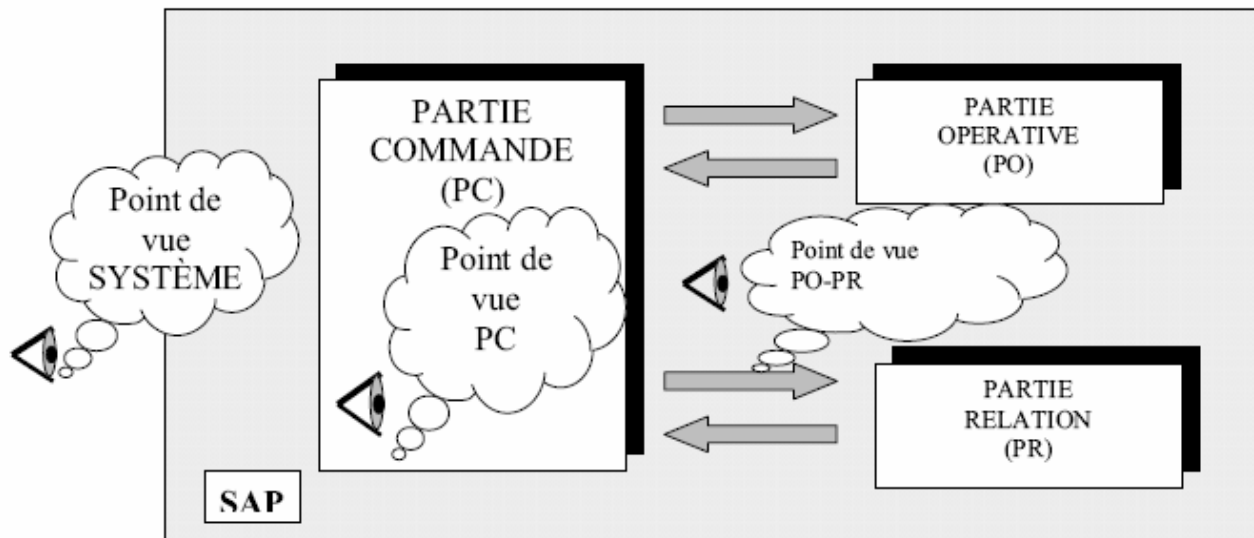 Point de
vue
SYSTÈME
PARTIE
COMMANDE
(PC)
Point de
vue
PC
PARTIE
OPERATIVE
(PO)
Point de vue
PO-PR
PARTIE
RELATION
(PR)
SAP